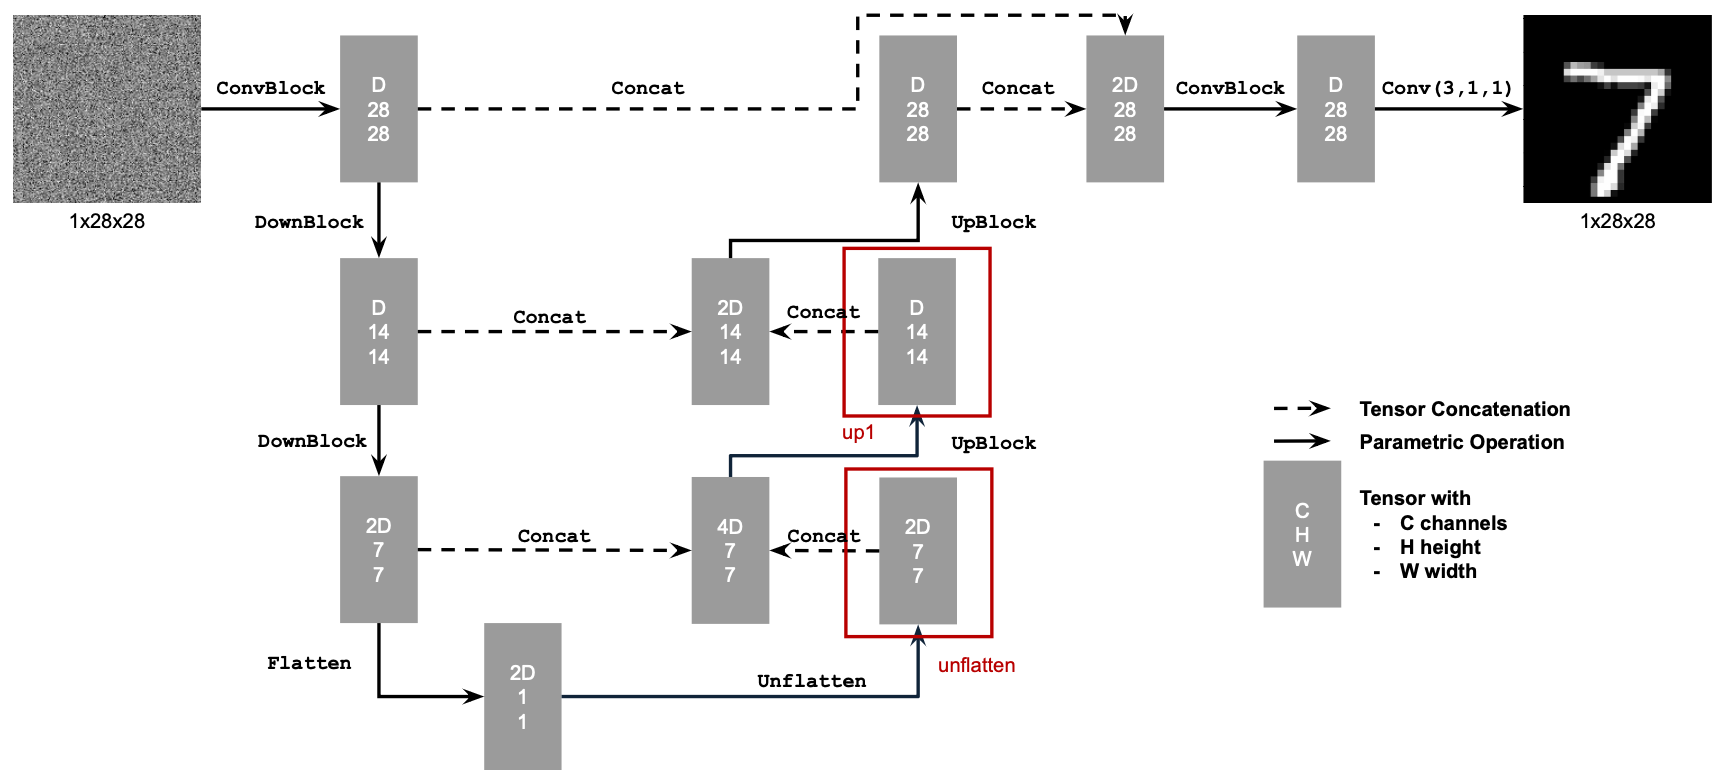 ConvBlock
D
28
28
Concat
D
28
28
Concat
2D
28
28
ConvBlock
D
28
28
Conv(3,1,1)
1x28x28
1x28x28
DownBlock
UpBlock
D
14
14
Concat
2D
14
14
Concat
D
14
14
up1
DownBlock
UpBlock
2D
7
7
Concat
4D
7
7
Concat
2D
7
7
Flatten
2D
1
1
Unflatten
unflatten
Tensor Concatenation
Parametric Operation
C
H
W
Tensor with
- C channels
- H height
- W width